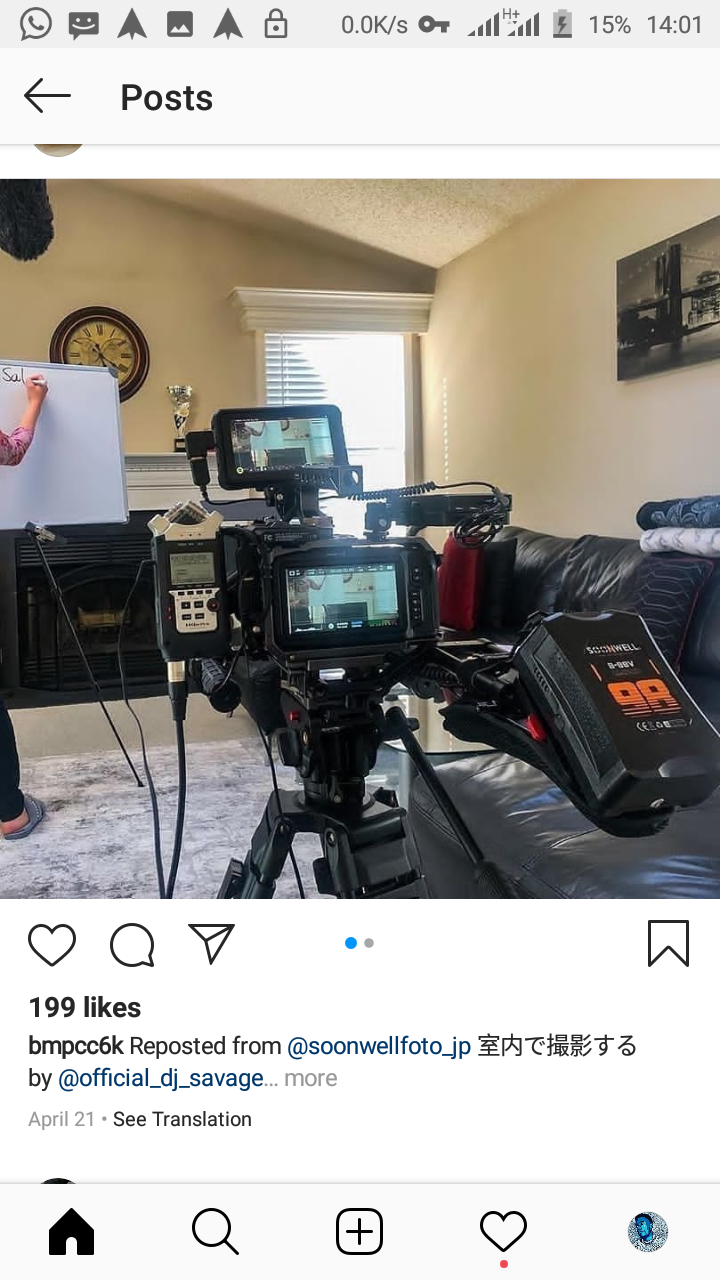 0.0K/s H+ 15% 14:01
Posts
Sal
SOONWELL
98
199 likes
bmpcc6k Reposted from @soonwellfoto_jp 室内で撮影する
by @official_dj_savage... more
April 21 • See Translation